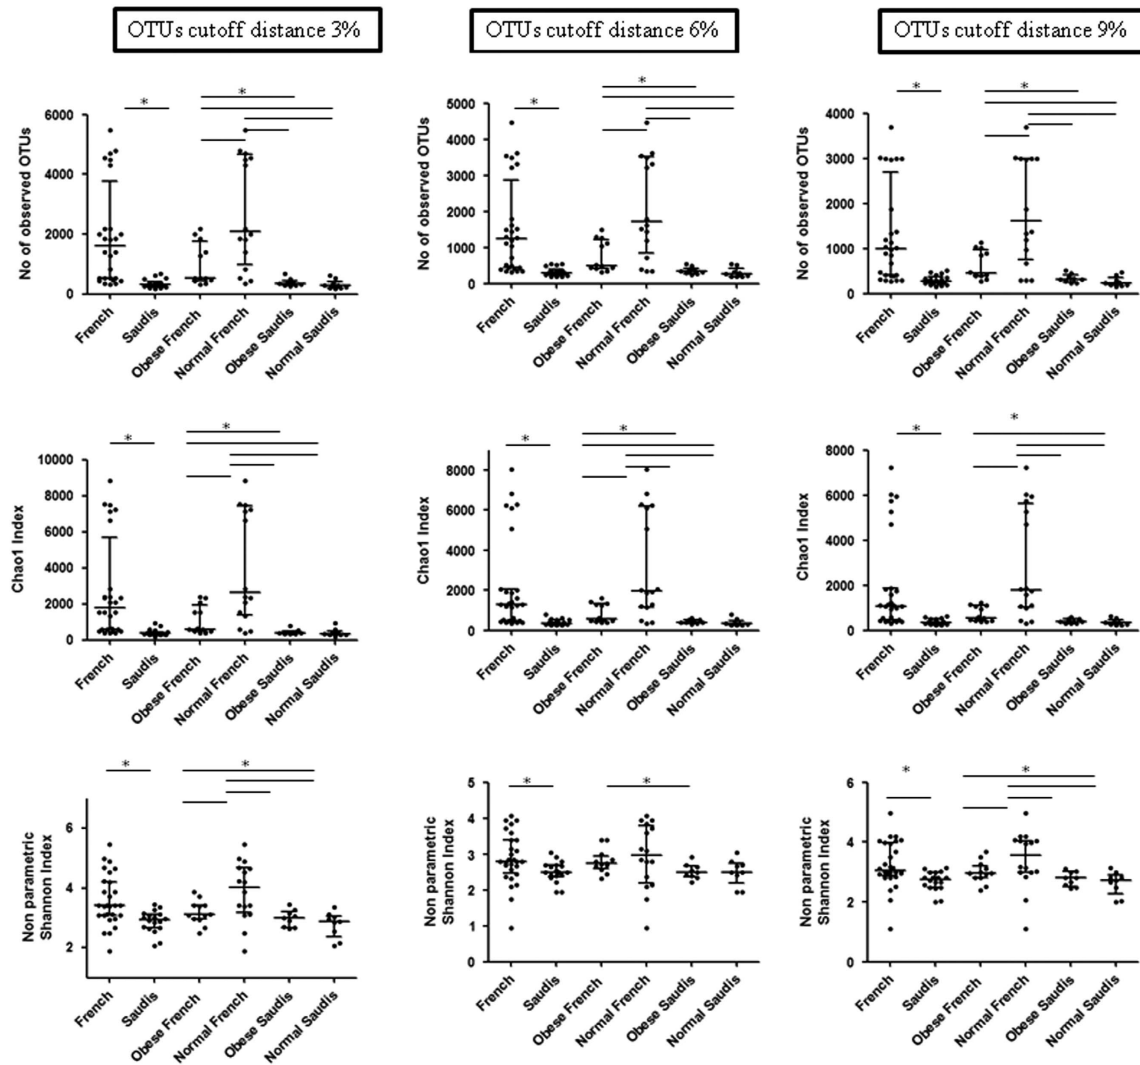 OTUs cutoff distance 3%
OTUs cutoff distance 6%
OTUs cutoff distance 9%
No of observed OTUs
6000
4000
2000
0
*
*
French
Saudis
Obese French
Normal French
Obese Saudis
Normal Saudis
No of observed OTUs
5000
4000
3000
2000
1000
0
*
*
French
Saudis
Obese French
Normal French
Obese Saudis
Normal Saudis
No of observed OTUs
4000
3000
2000
1000
0
*
*
French
Saudis
Obese French
Normal French
Obese Saudis
Normal Saudis
Chao1 Index
10000
8000
6000
4000
2000
0
*
*
French
Saudis
Obese French
Normal French
Obese Saudis
Normal Saudis
Chao1 Index
8000
6000
4000
2000
0
*
*
French
Saudis
Obese French
Normal French
Obese Saudis
Normal Saudis
Chao1 Index
8000
6000
4000
2000
0
*
*
French
Saudis
Obese French
Normal French
Obese Saudis
Normal Saudis
Non parametric
Shannon Index
6
4
2
*
*
French
Saudis
Obese French
Normal French
Obese Saudis
Normal Saudis
Non parametric
Shannon Index
5
4
3
2
1
0
*
*
French
Saudis
Obese French
Normal French
Obese Saudis
Normal Saudis
Non parametric
Shannon Index
6
4
2
0
*
*
French
Saudis
Obese French
Normal French
Obese Saudis
Normal Saudis